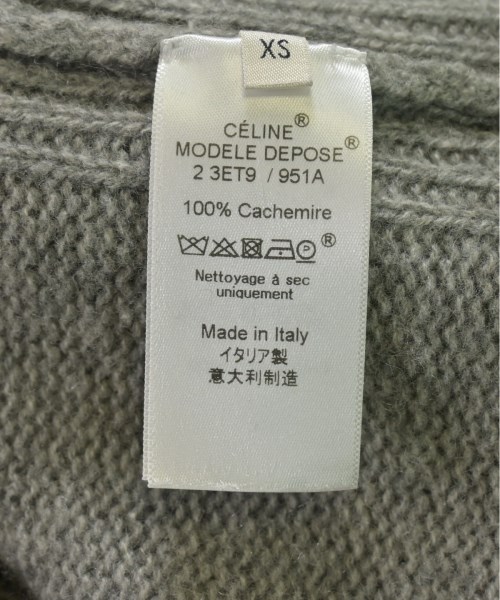 XS
CÉLINE®
MODELE DEPOSE®
2 3ET9 / 951A
100% Cachemire
P ®
Nettoyage à sec
uniquement
Made in Italy
イタリア製
意大利制造